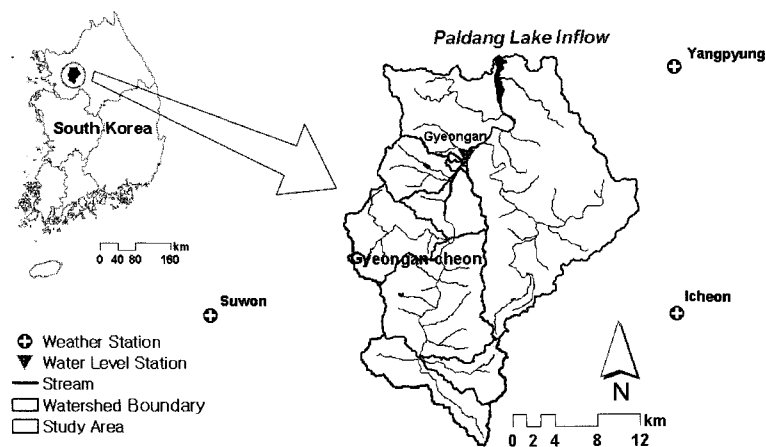 Paldang Lake Inflow
Yangpyung
South Korea
Gyeongan
0 40 80 160 km
Gyeongan-cheon
Suwon
Icheon
Weather Station
Water Level Station
Stream
Watershed Boundary
Study Area
N
km
0 2 4 8 12